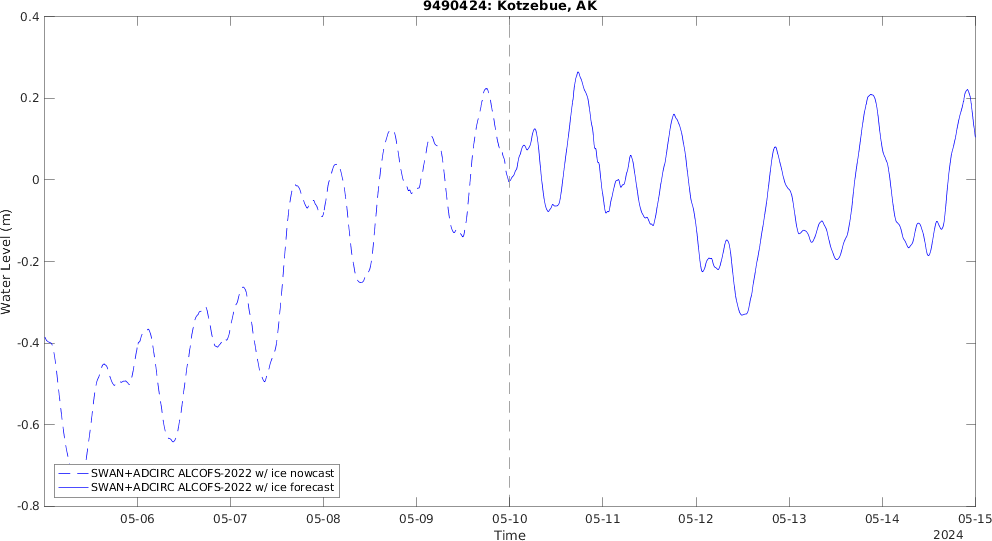 9490424: Kotzebue, AK
0.4
0.2
0
-0.2
-0.4
-0.6
-0.8
Water Level (m)
SWAN+ADCIRC ALCOFS-2022 w/ ice nowcast
SWAN+ADCIRC ALCOFS-2022 w/ ice forecast
05-06 05-07 05-08 05-09 05-10 05-11 05-12 05-13 05-14 05-15
Time
2024